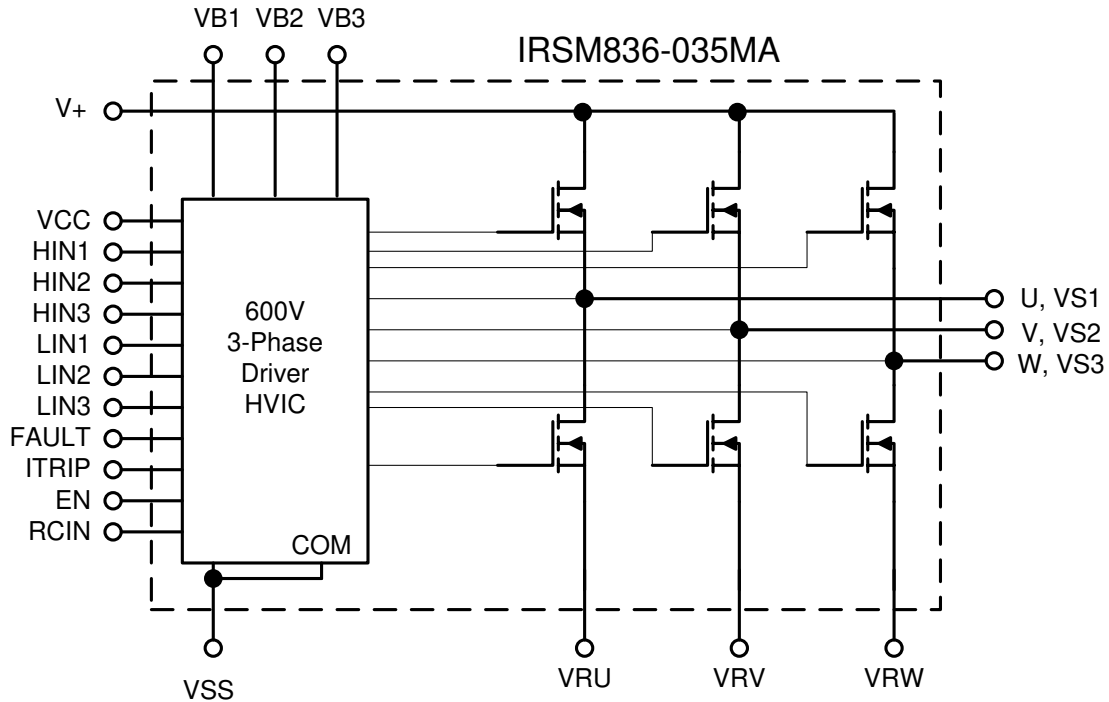 VB1 VB2 VB3
IRSM836-035MA
V+
VCC
HIN1
HIN2
HIN3
LIN1
LIN2
LIN3
FAULT
ITRIP
EN
RCIN
600V
3-Phase
Driver
HVIC
COM
U, VS1
V, VS2
W, VS3
VSS
VRU
VRV
VRW